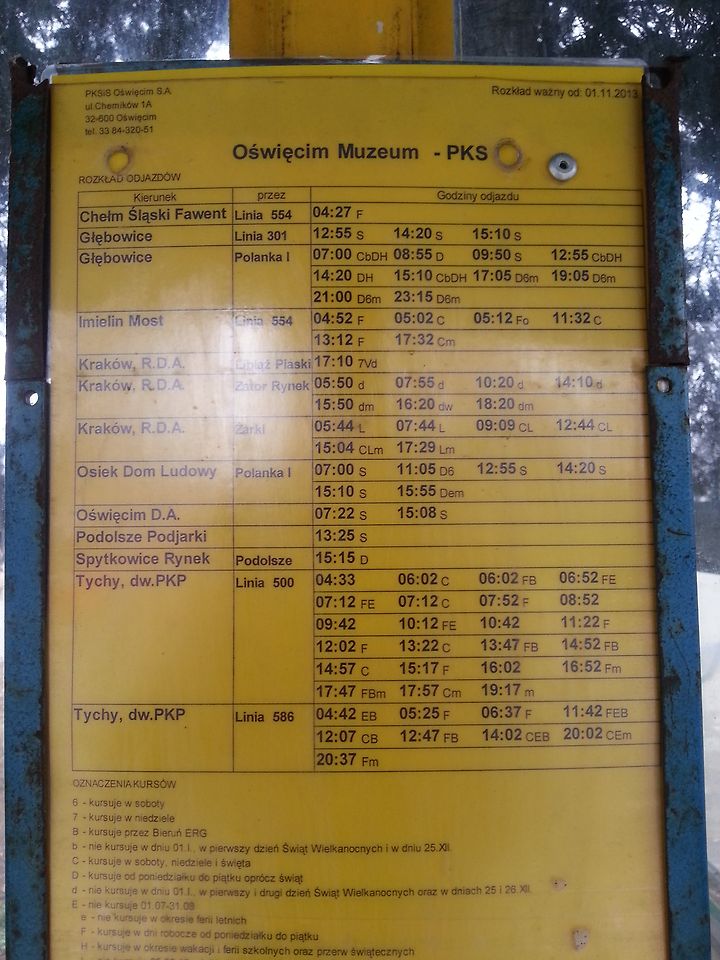 PKSiS Oświęcim S.A.
ul Chemików 1A
32-600 Oświęcim
tel. 33 84-320-51
Rozkład ważny od: 01.11.2013
Oświęcim Muzeum - PKS
ROZKŁAD ODJAZDÓW
Kierunek przez Godziny odjazdu
Chełm Śląski Fawent Linia 554 04:27 F
Głębowice Linia 301 12:55 S 14:20 S 15:10 S
Głębowice Polanka I 07:00 CbDH 08:55 D 09:50 S 12:55 CbDH
14:20 DH 15:10 CbDH 17:05 D6m 19:05 D6m
21:00 D6m 23:15 D6m
Imielin Most Linia 554 04:52 F 05:02 C 05:12 Fo 11:32 C
13:12 F 17:32 Cm
Kraków, R.D.A. Libiąż Piaski 17:10 7Vd
Kraków, R.D.A. Zator Rynek 05:50 d 07:55 d 10:20 d 14:10 d
15:50 dm 16:20 dw 18:20 dm
Kraków, R.D.A. Żarki 05:44 L 07:44 L 09:09 CL 12:44 CL
15:04 CLm 17:29 Lm
Osiek Dom Ludowy Polanka I 07:00 S 11:05 D6 12:55 S 14:20 S
15:10 S 15:55 Dem
Oświęcim D.A. 07:22 S 15:08 S
Podolsze Podjarki 13:25 S
Spytkowice Rynek Podolsze 15:15 D
Tychy, dw.PKP Linia 500 04:33 06:02 C 06:02 FB 06:52 FE
07:12 FE 07:12 C 07:52 F 08:52
09:42 10:12 FE 10:42 11:22 F
12:02 F 13:22 C 13:47 FB 14:52 FB
14:57 C 15:17 F 16:02 16:52 Fm
17:47 FBm 17:57 Cm 19:17 m
Tychy, dw.PKP Linia 586 04:42 EB 05:25 F 06:37 F 11:42 FEB
12:07 CB 12:47 FB 14:02 CEB 20:02 CEm
20:37 Fm
OZNACZENIA KURSÓW
6 - kursuje w soboty
7 - kursuje w niedziele
B - kursuje przez Bieruń ERG
b - nie kursuje w dniu 01.I., w pierwszy dzień Świąt Wielkanocnych i w dniu 25.XII.
C - kursuje w soboty, niedziele i święta
D - kursuje od poniedziałku do piątku oprócz świąt
d - nie kursuje w dniu 01.I., w pierwszy i drugi dzień Świąt Wielkanocnych oraz w dniach 25 i 26.XII.
E - nie kursuje 01.07-31.08
e - nie kursuje w okresie ferii letnich
F - kursuje w dni robocze od poniedziałku do piątku
H - kursuje w okresie wakacji i ferii szkolnych oraz przerw świątecznych